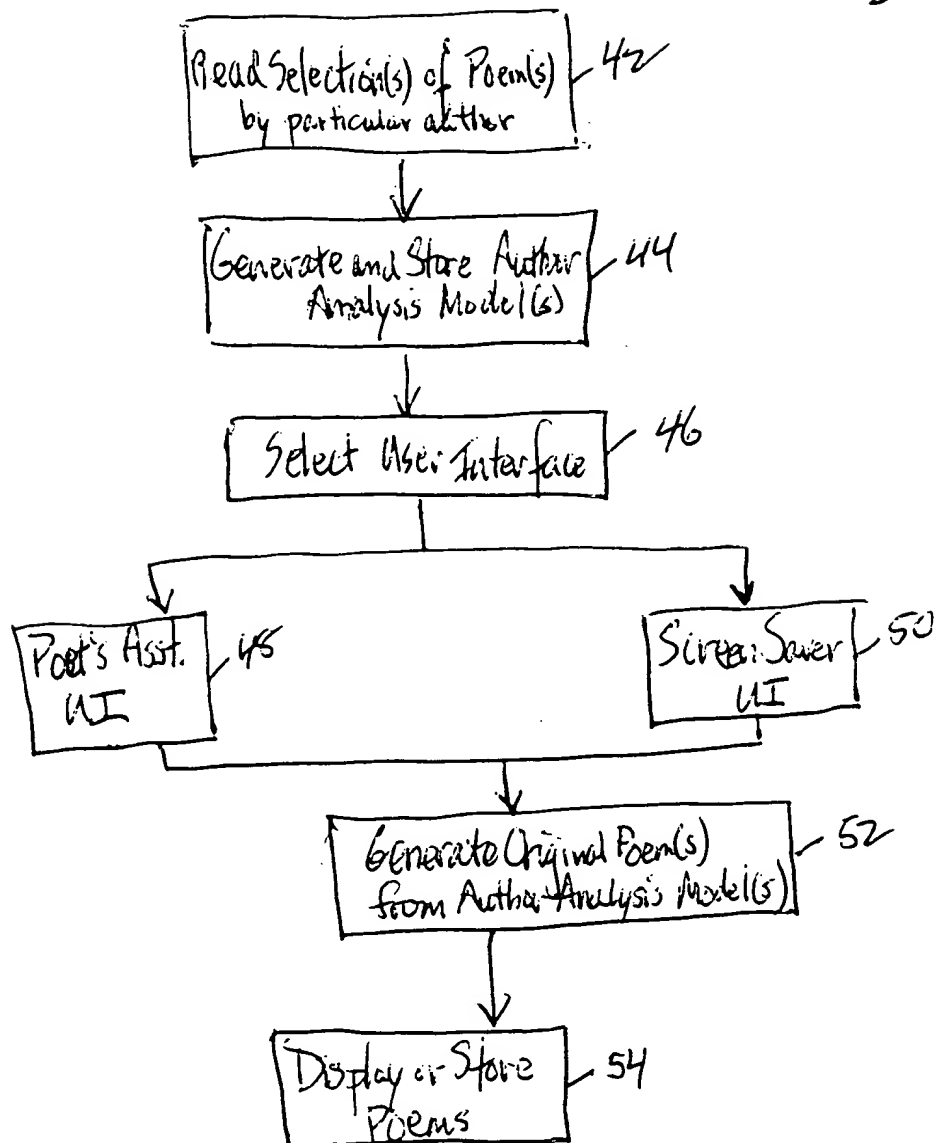 Read Selection(s) of Poem(s)
by particular author
42
Generate and Store Author
Analysis Model(s)
44
Select User Interface
46
Poet's Asst.
UI
48
Screen Saver
UI
50
Generate Original Poem(s)
from Author Analysis Model(s)
52
Display or Store
Poems
54